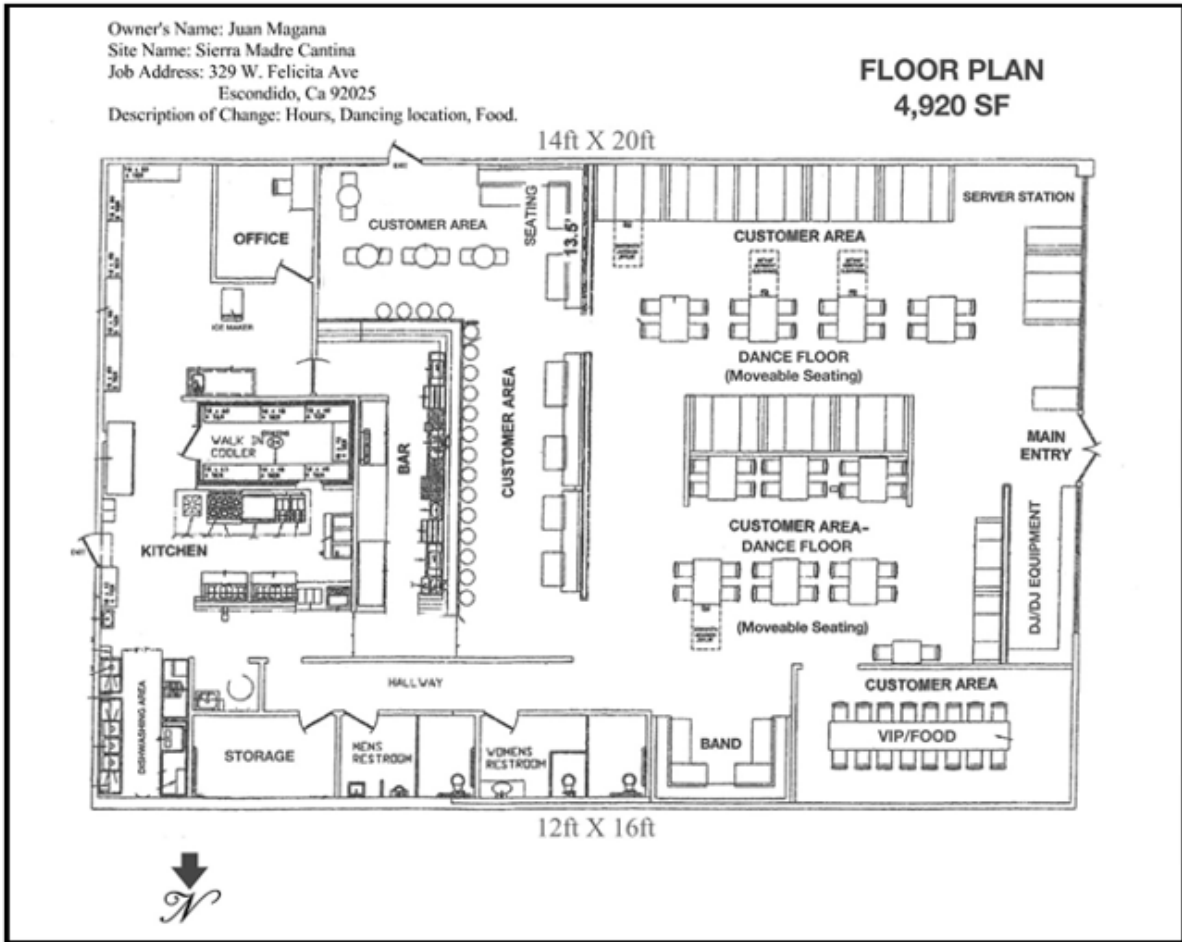 Owner's Name: Juan Magana
Site Name: Sierra Madre Cantina
Job Address: 329 W. Felicita Ave
Escondido, Ca 92025
Description of Change: Hours, Dancing location, Food.
FLOOR PLAN
4,920 SF
14ft X 20ft
EXIT
OFFICE
CUSTOMER AREA
SEATING
13.5'
CUSTOMER AREA
SERVER STATION
ICE MAKER
DANCE FLOOR
(Moveable Seating)
WALK IN
COOLER
BAR
CUSTOMER AREA
MAIN
ENTRY
KITCHEN
EXIT
CUSTOMER AREA-
DANCE FLOOR
(Moveable Seating)
DJ/DJ EQUIPMENT
HALLWAY
DISHWASHING AREA
STORAGE
MENS
RESTROOM
WOMENS
RESTROOM
BAND
CUSTOMER AREA
VIP/FOOD
12ft X 16ft
N